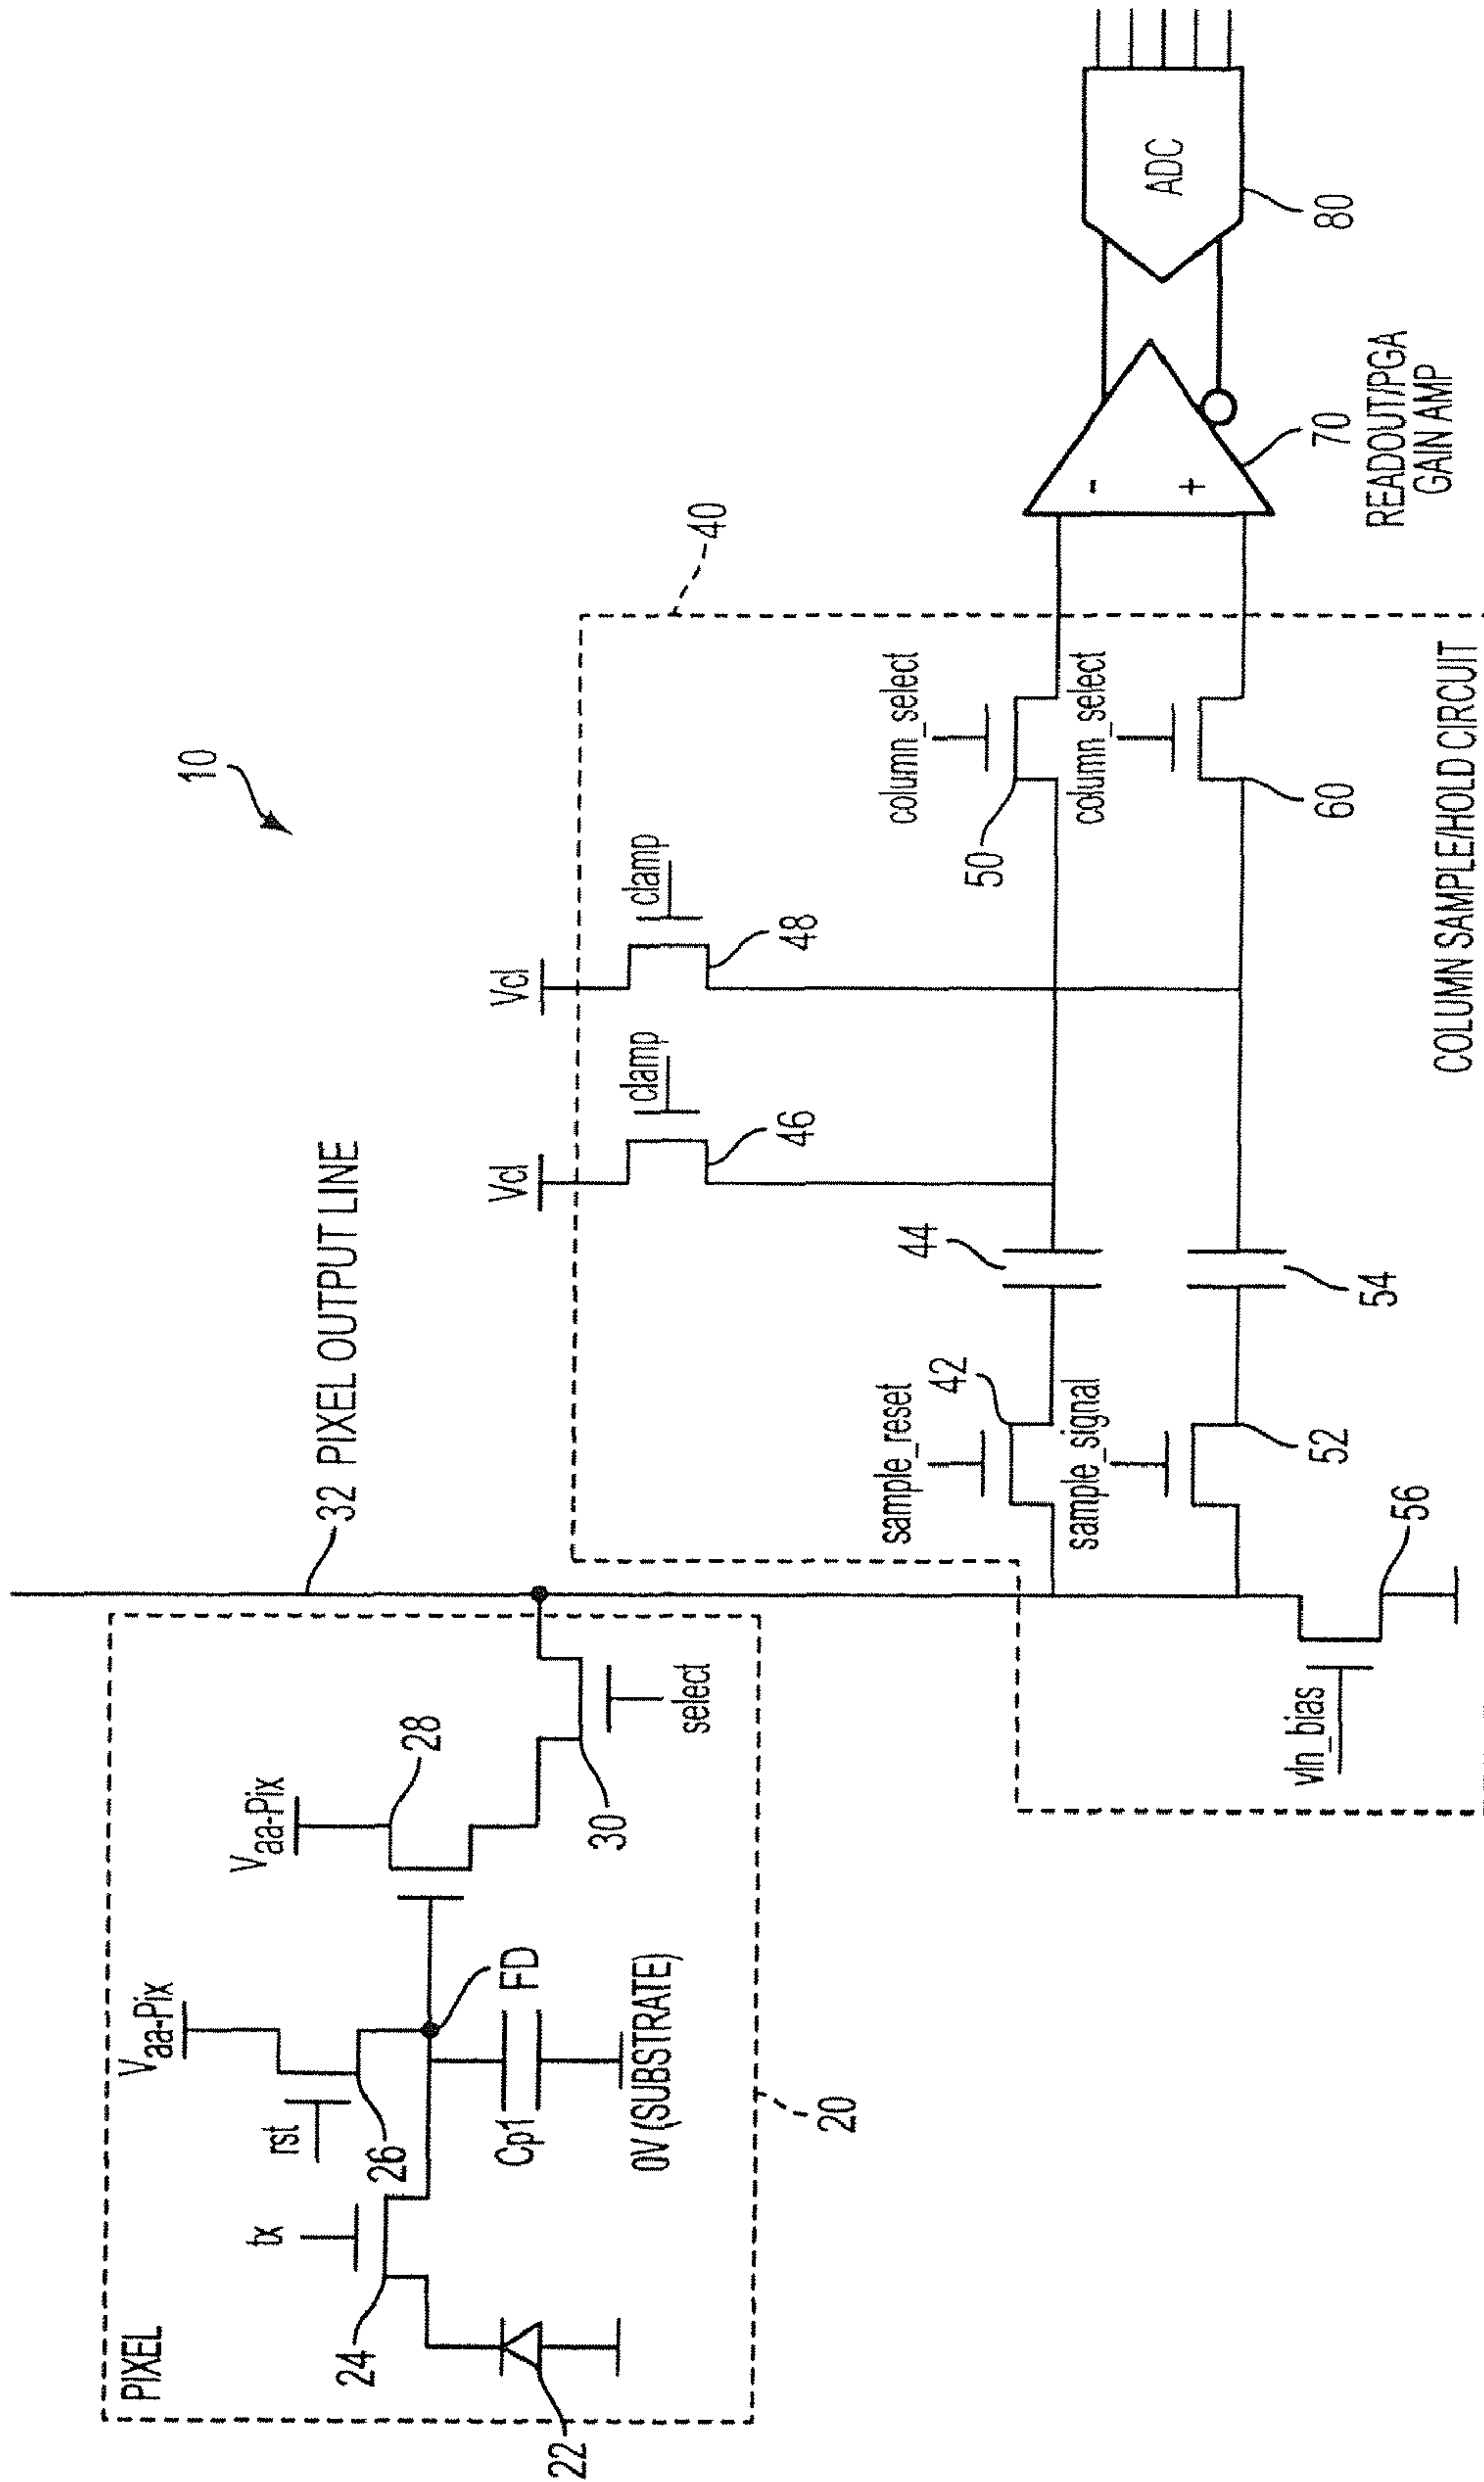 10
32 PIXEL OUTPUT LINE
PIXEL
tx
24
22
rst
Vaa-Pix
26
Cp1
FD
0V (SUBSTRATE)
Vaa-Pix
28
30
select
20
Vcl
clamp
46
Vcl
clamp
48
40
sample_reset
42
44
column_select
50
sample_signal
52
54
column_select
60
vln_bias
56
COLUMN SAMPLE/HOLD CIRCUIT
-
+
70
READOUT/PGA
GAIN AMP
ADC
80